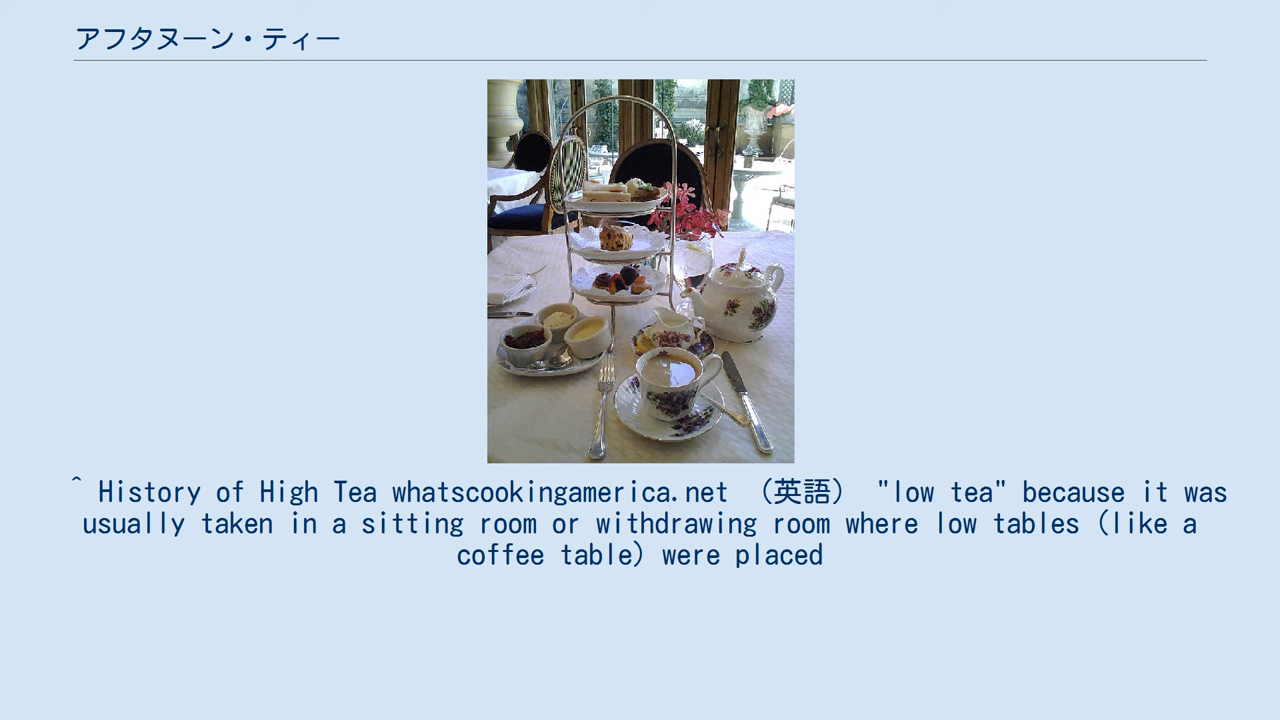 アフタヌーン・ティー
^ History of High Tea whatscookingamerica.net （英語） "low tea" because it was
usually taken in a sitting room or withdrawing room where low tables (like a
coffee table) were placed